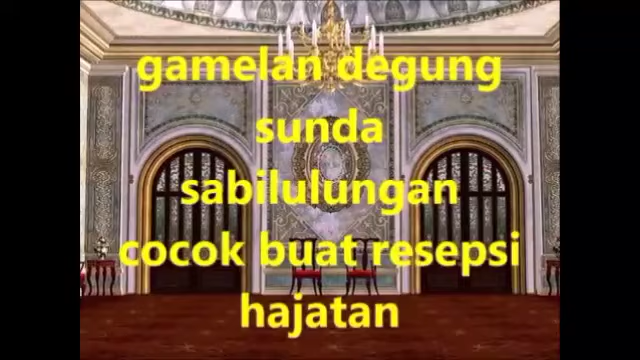 gamelan degung
sunda
sabilulungan
cocok buat resepsi
hajatan